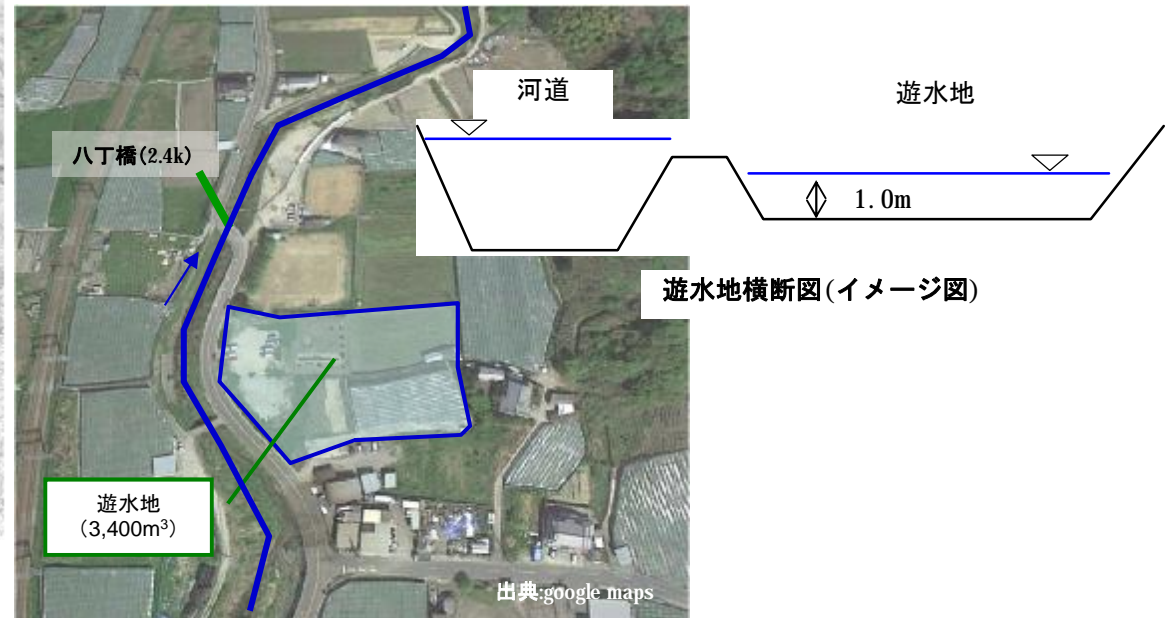 河道
遊水地
八丁橋(2.4k)
1.0m
遊水地横断図(イメージ図)
遊水地
（3,400m³）
出典:google maps